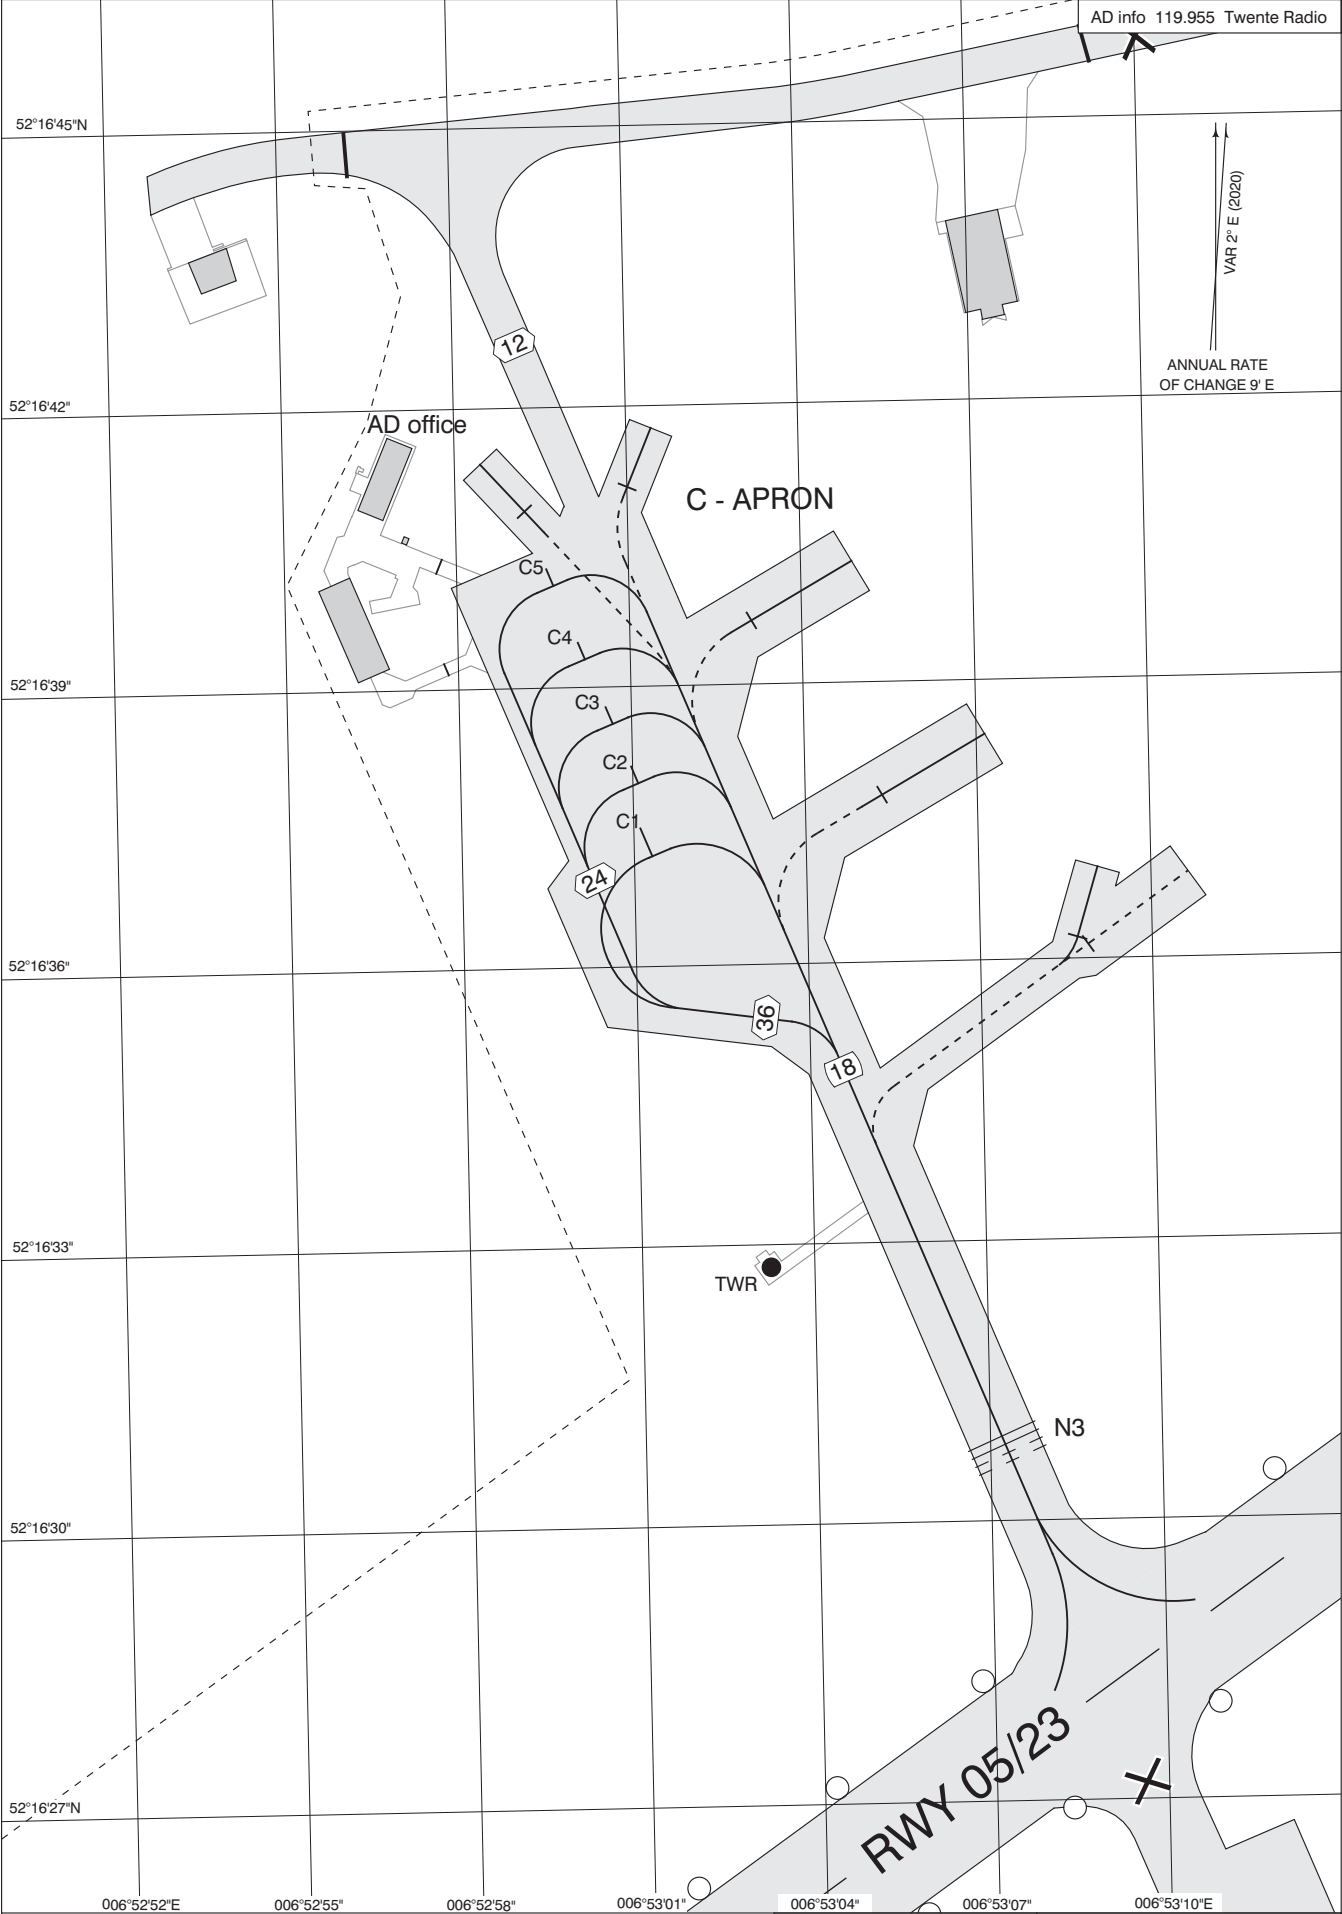 AD info 119.955 Twente Radio
52°16'45"N
VAR 2° E (2020)
12
ANNUAL RATE
OF CHANGE 9' E
52°16'42"
AD office
C - APRON
C5
C4
52°16'39"
C3
C2
C1
24
52°16'36"
36
18
52°16'33"
TWR
N3
52°16'30"
RWY 05/23
52°16'27"N
006°52'52"E
006°52'55"
006°52'58"
006°53'01"
006°53'04"
006°53'07"
006°53'10"E